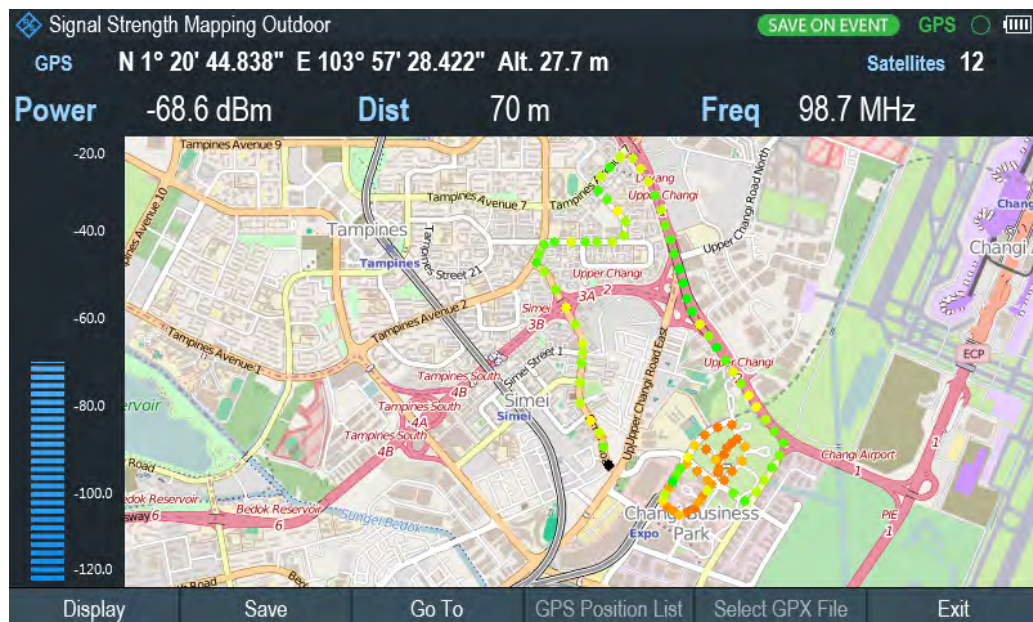 Signal Strength Mapping Outdoor
SAVE ON EVENT GPS
GPS N 1° 20' 44.838" E 103° 57' 28.422" Alt. 27.7 m Satellites 12
Power -68.6 dBm Dist 70 m Freq 98.7 MHz
-20.0
-40.0
-60.0
-80.0
-100.0
-120.0
Tampines Avenue 9
Tampines Avenue 10
Tampines Avenue 7
Upper Changi
Upper Changi Road North
Tampines
Tampines
Tampines Street 21
Upper Changi
Changi
3A 2
Simei
3B
Tampines Avenue 2
Tampines Avenue 1
Simei Street 1
Upper Changi Road East
Upper Changi
ECP
1
Tampines South
4B
Simei
Simei
Tampines South
4A
Tampines South
4B
Road
Changi Airport
1
Bedok Reservoir
6
Sungei Bedok
Changi Business
Park
Expo
PIE
1
Road
Display Save Go To GPS Position List Select GPX File Exit